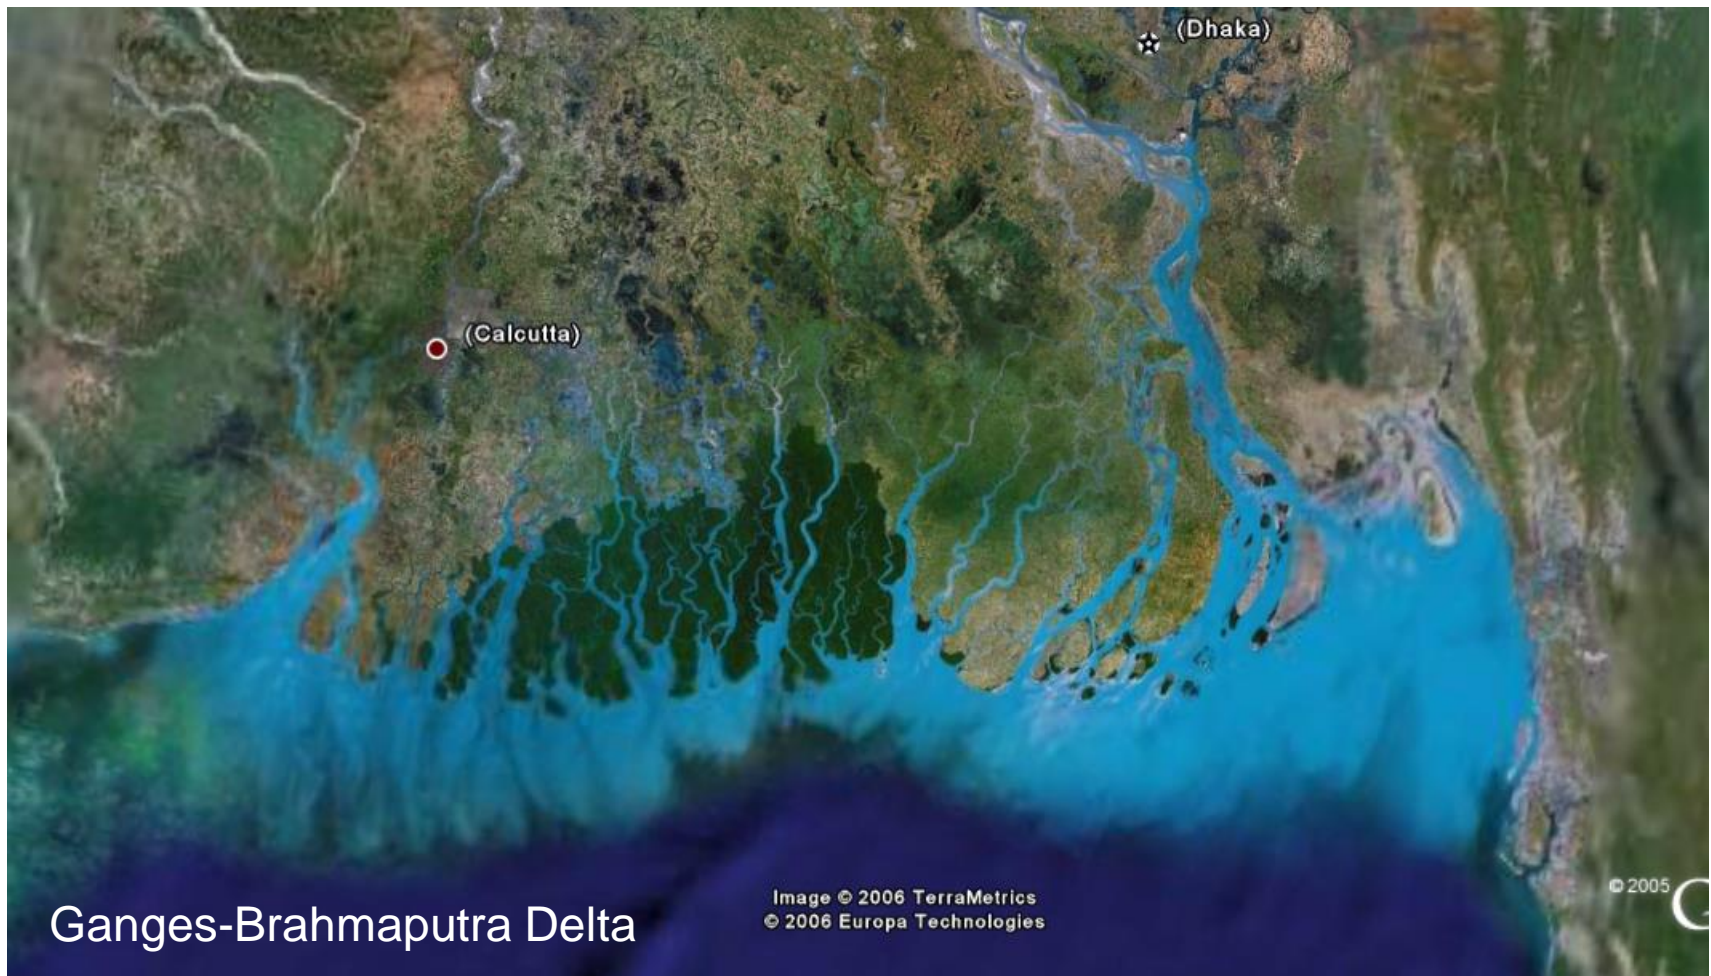 (Dhaka)
(Calcutta)
© 2005
Image © 2006 TerraMetrics
© 2006 Europa Technologies
Ganges-Brahmaputra Delta